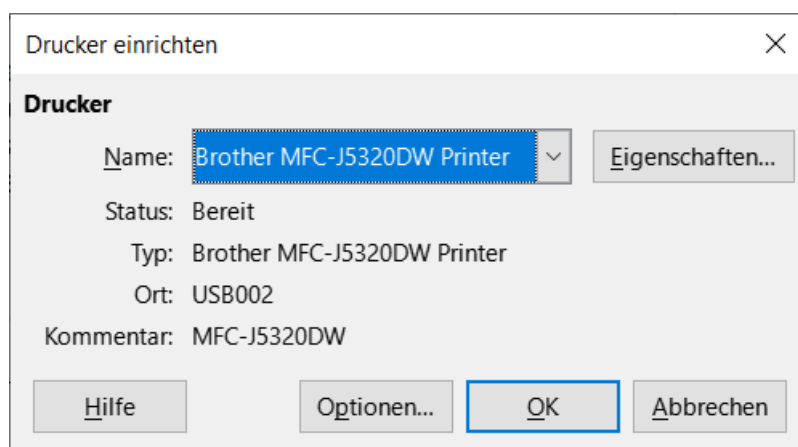 Drucker einrichten
Drucker
Name: Brother MFC-J5320DW Printer Eigenschaften...
Status: Bereit
Typ: Brother MFC-J5320DW Printer
Ort: USB002
Kommentar: MFC-J5320DW
Hilfe Optionen... OK Abbrechen